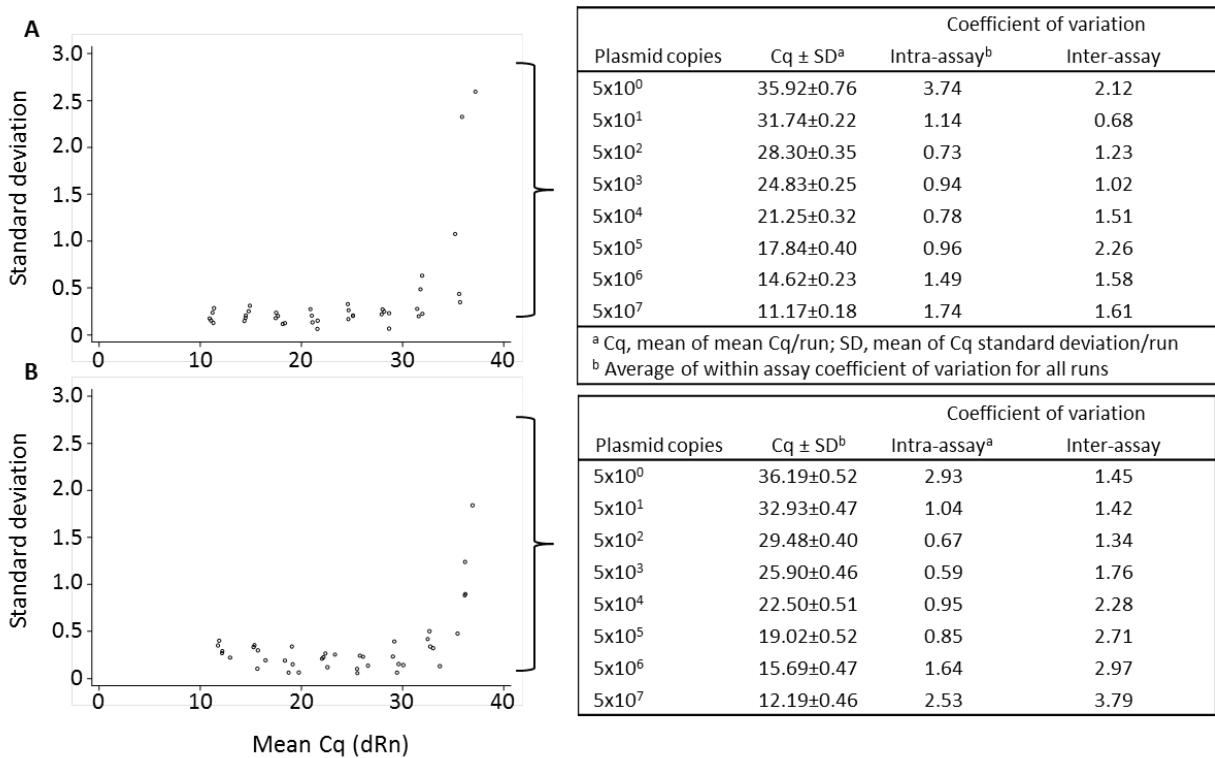 A
3.0
2.5
2.0
1.5
1.0
0.5
0
10 20 30 40
Standard deviation
Coefficient of variation
Plasmid copies Cq ± SDᵃ Intra-assayᵇ Inter-assay
5x10⁰ 35.92±0.76 3.74 2.12
5x10¹ 31.74±0.22 1.14 0.68
5x10² 28.30±0.35 0.73 1.23
5x10³ 24.83±0.25 0.94 1.02
5x10⁴ 21.25±0.32 0.78 1.51
5x10⁵ 17.84±0.40 0.96 2.26
5x10⁶ 14.62±0.23 1.49 1.58
5x10⁷ 11.17±0.18 1.74 1.61
ᵃ Cq, mean of mean Cq/run; SD, mean of Cq standard deviation/run
ᵇ Average of within assay coefficient of variation for all runs
B
3.0
2.5
2.0
1.5
1.0
0.5
0
0 10 20 30 40
Standard deviation
Mean Cq (dRn)
Coefficient of variation
Plasmid copies Cq ± SDᵇ Intra-assayᵃ Inter-assay
5x10⁰ 36.19±0.52 2.93 1.45
5x10¹ 32.93±0.47 1.04 1.42
5x10² 29.48±0.40 0.67 1.34
5x10³ 25.90±0.46 0.59 1.76
5x10⁴ 22.50±0.51 0.95 2.28
5x10⁵ 19.02±0.52 0.85 2.71
5x10⁶ 15.69±0.47 1.64 2.97
5x10⁷ 12.19±0.46 2.53 3.79